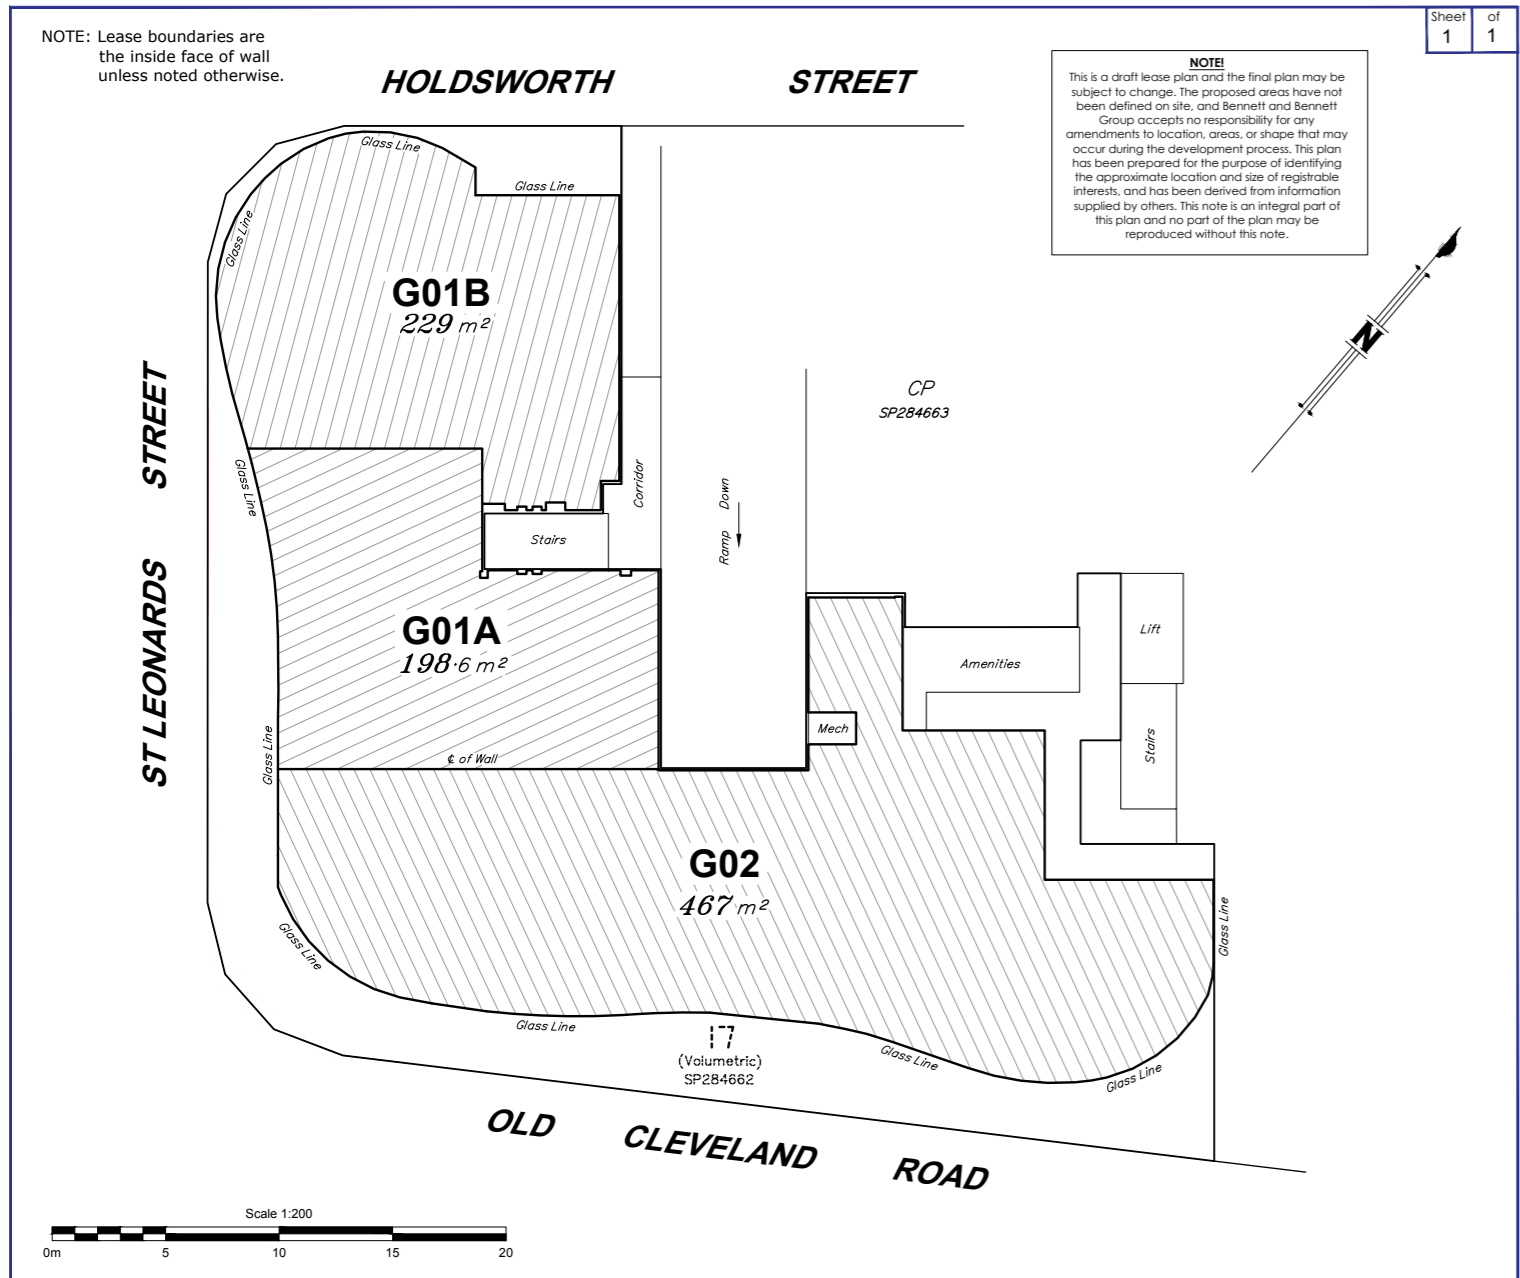 Sheet of
1 1
NOTE: Lease boundaries are
the inside face of wall
unless noted otherwise.
HOLDSWORTH STREET
NOTE!
This is a draft lease plan and the final plan may be
subject to change. The proposed areas have not
been defined on site, and Bennett and Bennett
Group accepts no responsibility for any
amendments to location, areas, or shape that may
occur during the development process. This plan
has been prepared for the purpose of identifying
the approximate location and size of registrable
interests, and has been derived from information
supplied by others. This note is an integral part of
this plan and no part of the plan may be
reproduced without this note.
Glass Line
Glass Line
Glass Line
G01B
229 m²
N
CP
SP284663
ST LEONARDS STREET
Glass Line
Corridor
Ramp Down
Stairs
G01A
198·6 m²
Lift
Amenities
Stairs
Mech
Glass Line
℄ of Wall
G02
467 m²
Glass Line
Glass Line
Glass Line
17
(Volumetric)
SP284662
Glass Line
Glass Line
OLD CLEVELAND ROAD
Scale 1:200
0m 5 10 15 20